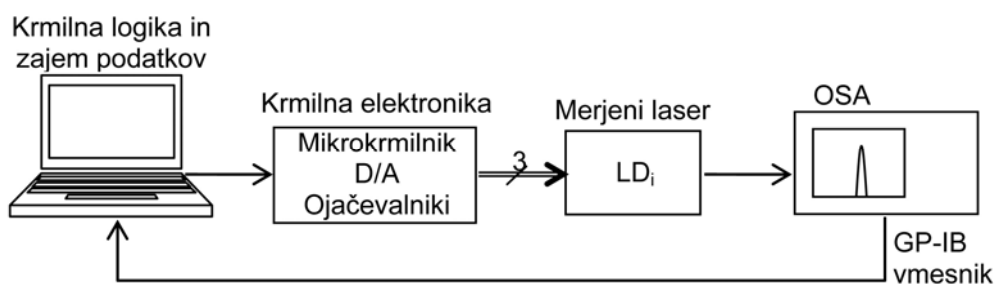 Krmilna logika in
zajem podatkov
Krmilna elektronika
Mikrokrmilnik
D/A
Ojačevalniki
3
Merjeni laser
LDi
OSA
GP-IB
vmesnik